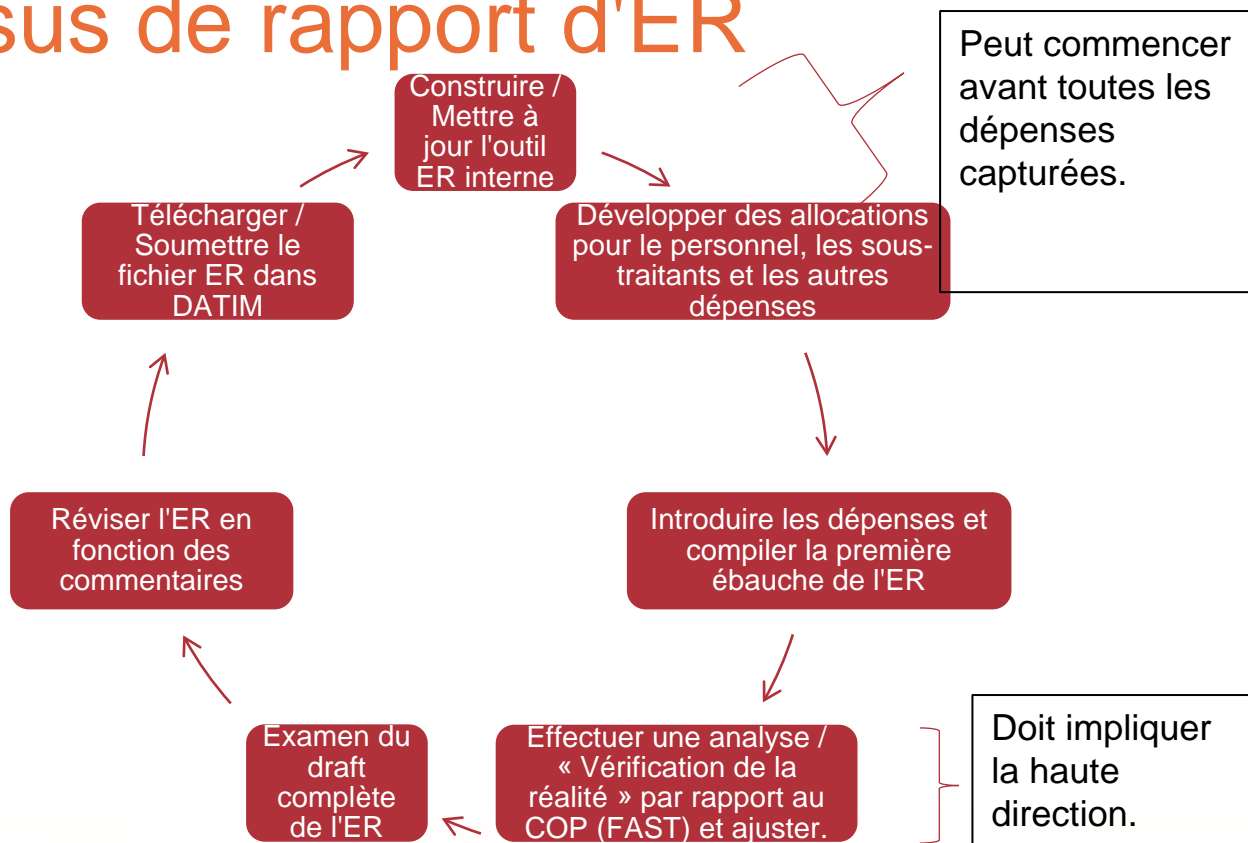 sus de rapport d'ER
Peut commencer
avant toutes les
dépenses
capturées.
Construire /
Mettre à
jour l'outil
ER interne
Développer des allocations
pour le personnel, les sous-
traitants et les autres
dépenses
Introduire les dépenses et
compiler la première
ébauche de l'ER
Effectuer une analyse /
« Vérification de la
réalité » par rapport au
COP (FAST) et ajuster.
Doit impliquer
la haute
direction.
Examen du
draft
complète
de l'ER
Réviser l'ER en
fonction des
commentaires
Télécharger /
Soumettre le
fichier ER dans
DATIM